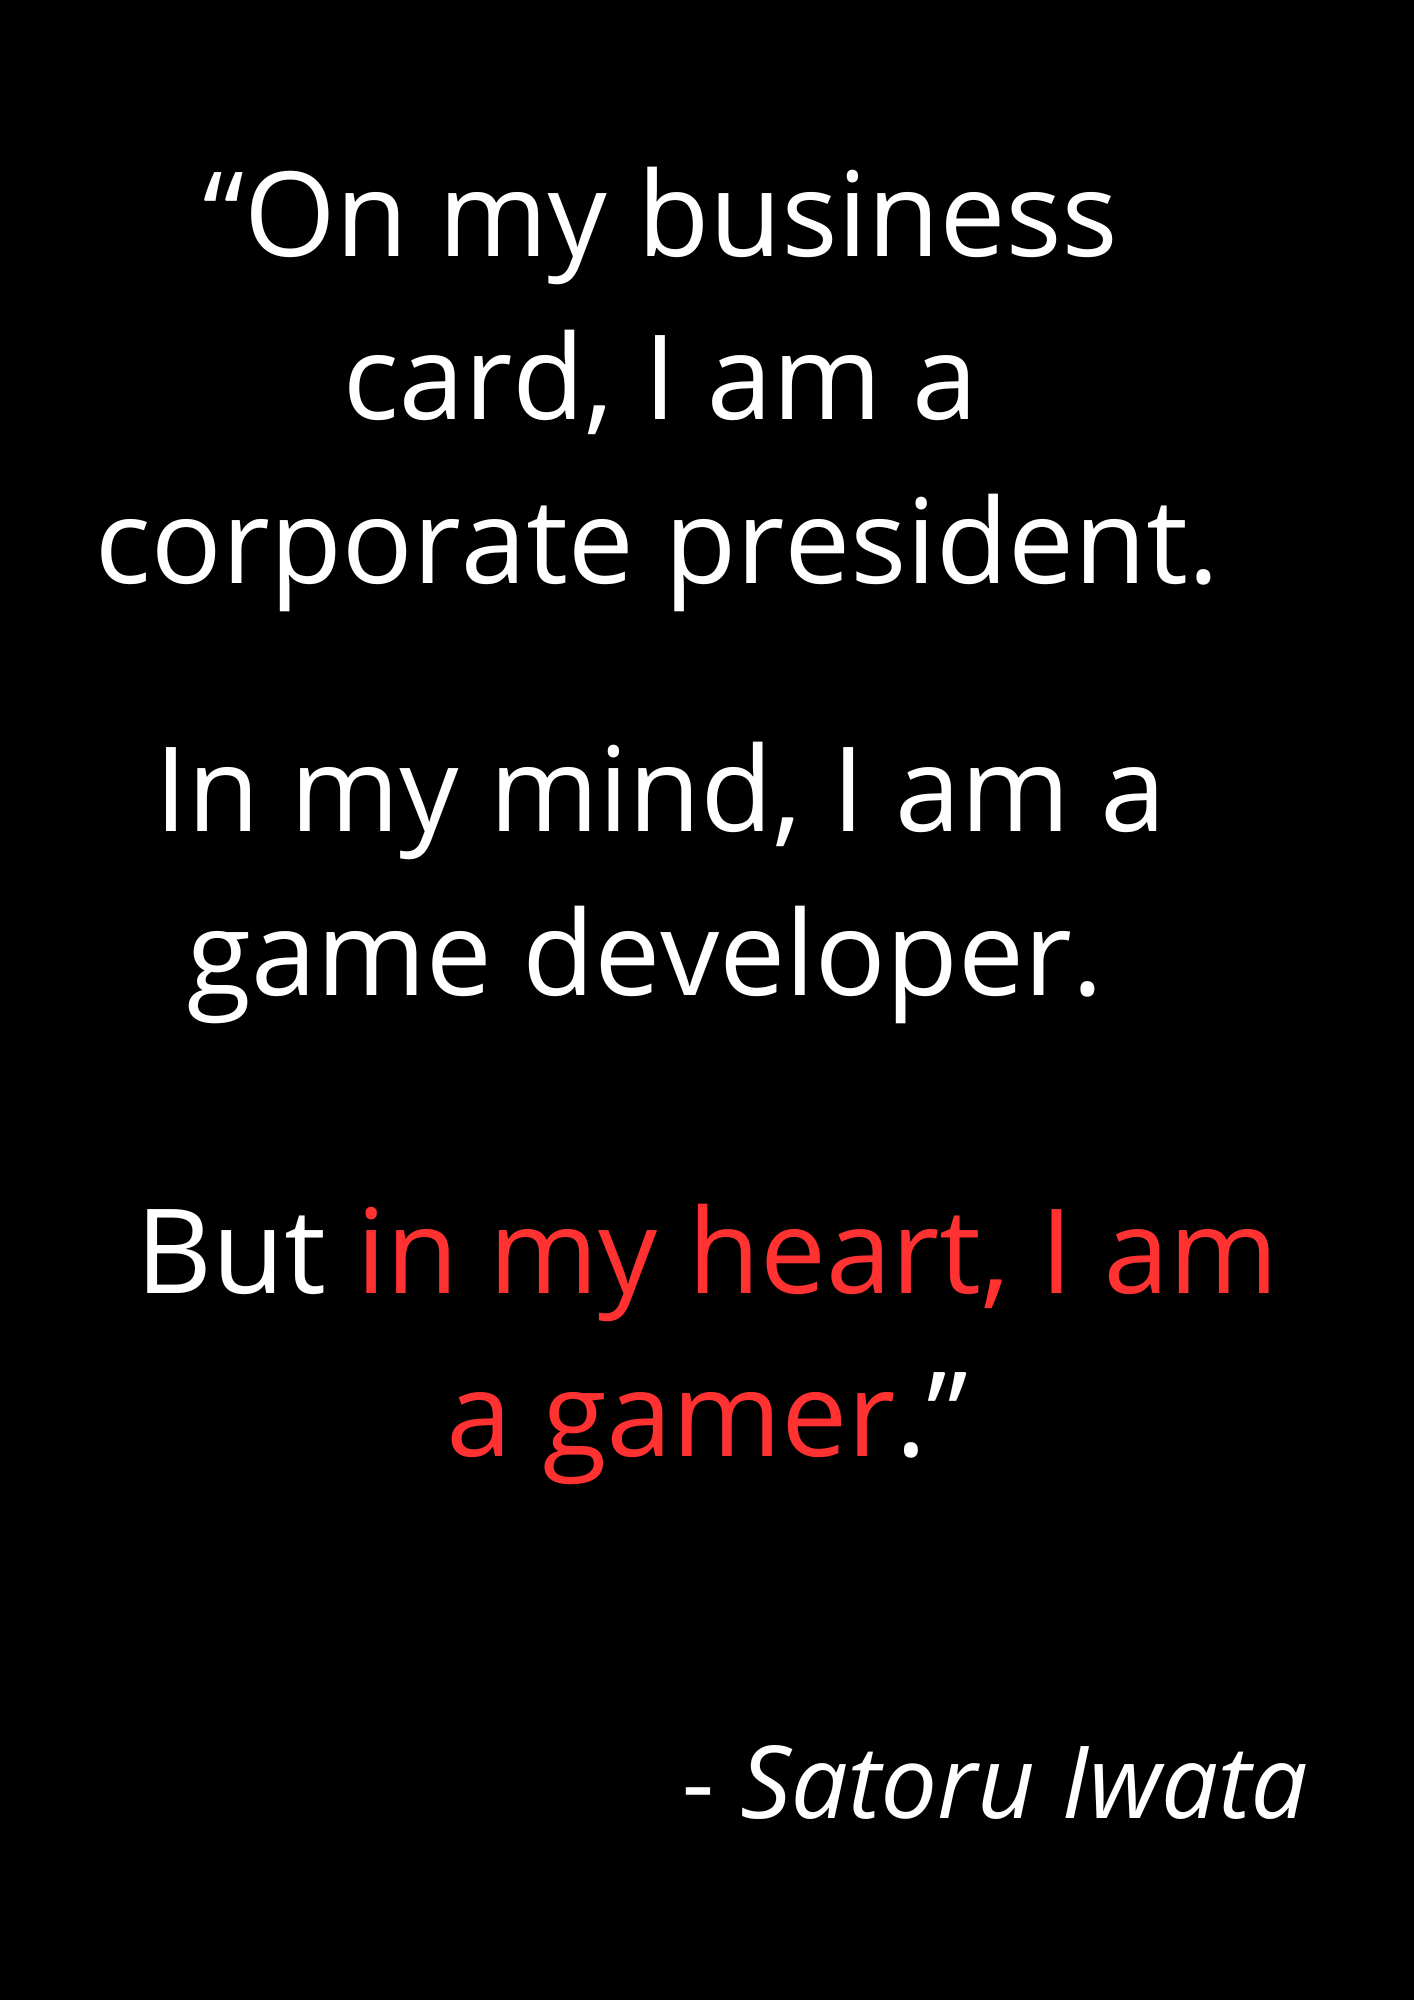 “On my business
card, I am a
corporate president.
In my mind, I am a
game developer.
But in my heart, I am
a gamer.”
- Satoru Iwata